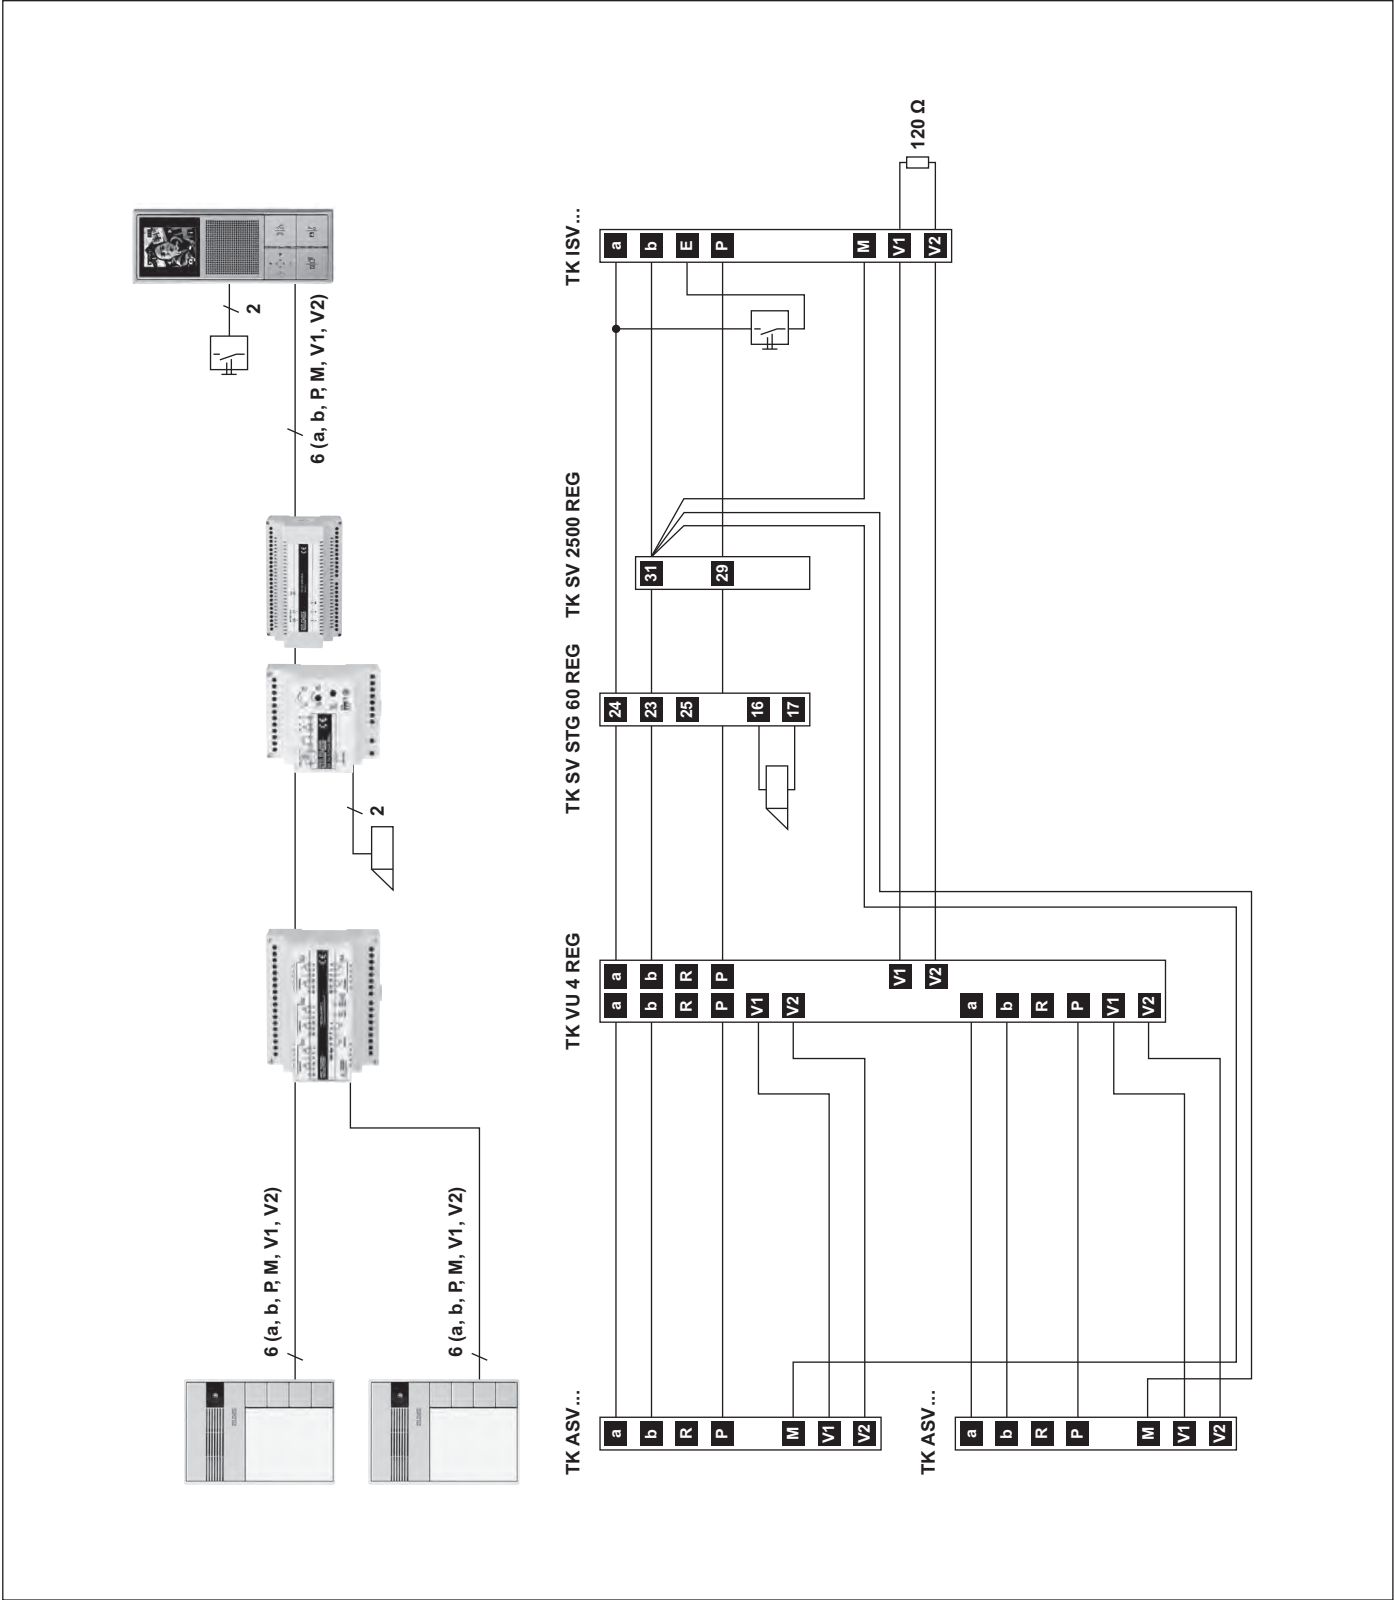 6 (a, b, P, M, V1, V2)
6 (a, b, P, M, V1, V2)
2
2
6 (a, b, P, M, V1, V2)
TK ASV...
a
b
R
P
M
V1
V2
TK ASV...
a
b
R
P
M
V1
V2
TK VU 4 REG
a
a
b
b
R
R
P
P
V1
V2
V1
V2
a
b
R
P
V1
V2
TK SV STG 60 REG
24
23
25
16
17
TK SV 2500 REG
31
29
TK ISV...
a
b
E
P
M
V1
V2
120 Ω